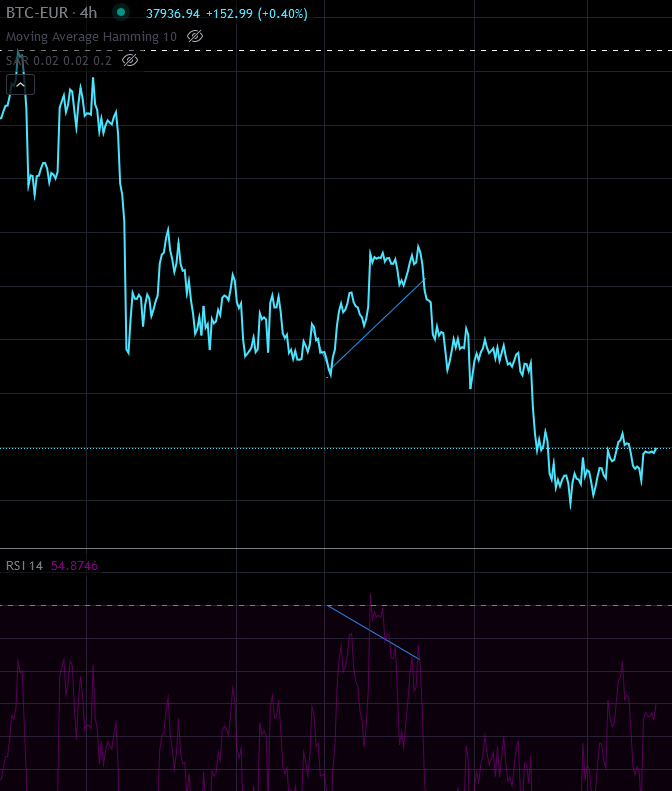 BTC-EUR · 4h 37936.94 +152.99 (+0.40%)
Moving Average Hamming 10
SAR 0.02 0.02 0.2
RSI 14 54.8746